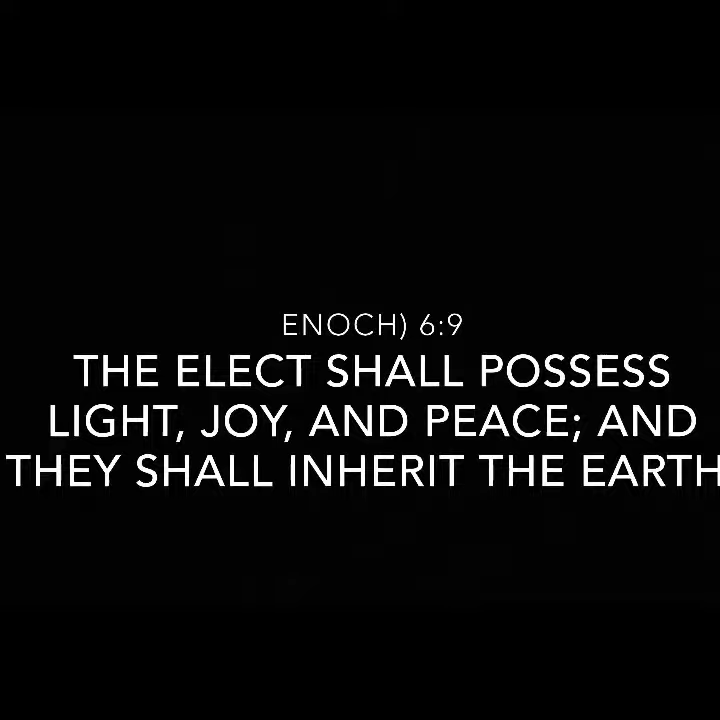 ENOCH) 6:9
THE ELECT SHALL POSSESS
LIGHT, JOY, AND PEACE; AND
THEY SHALL INHERIT THE EARTH